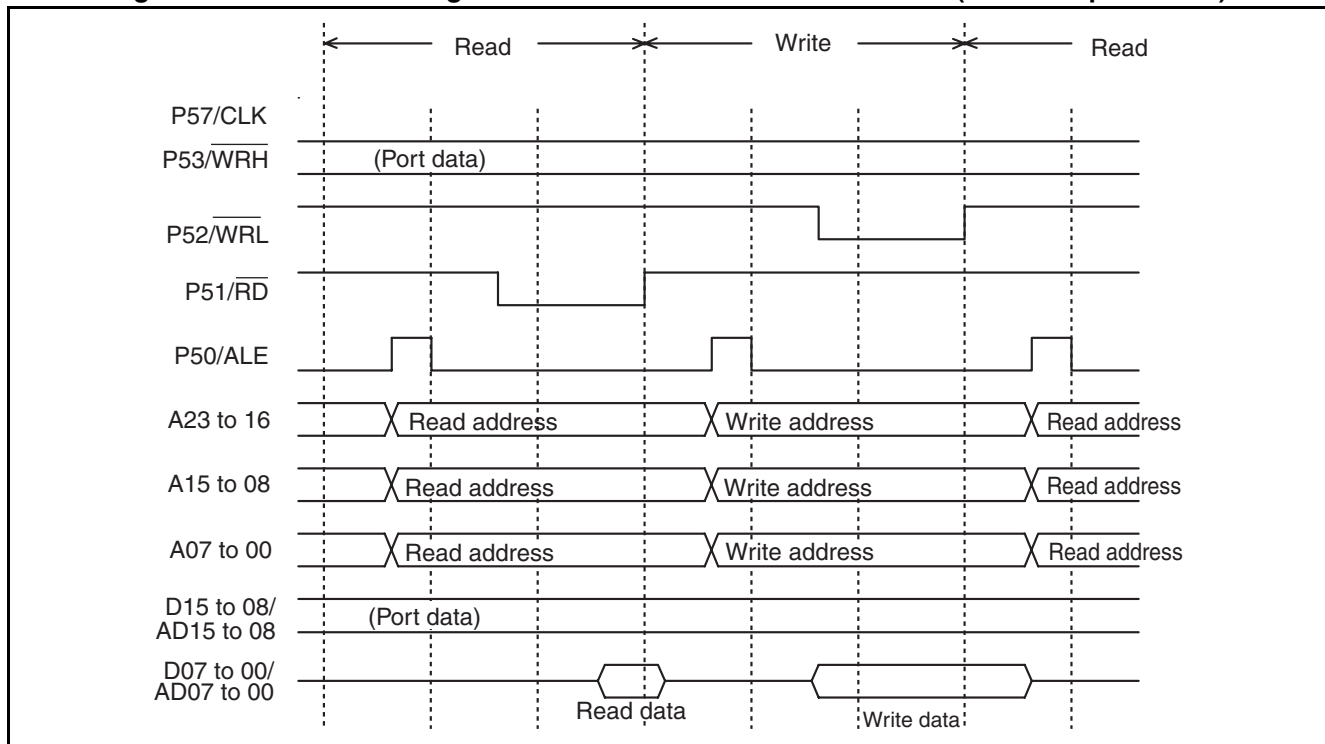 Read Write Read
P57/CLK
P53/WRH (Port data)
P52/WRL
P51/RD
P50/ALE
A23 to 16 Read address Write address Read address
A15 to 08 Read address Write address Read address
A07 to 00 Read address Write address Read address
D15 to 08/
AD15 to 08 (Port data)
D07 to 00/
AD07 to 00
Read data Write data